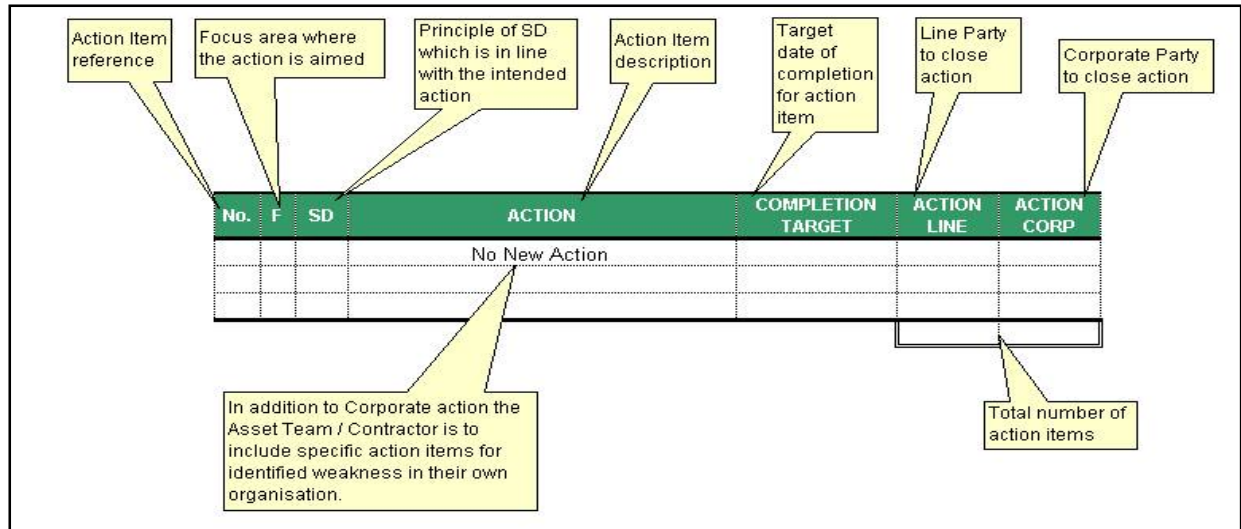 Action Item
reference
Focus area where
the action is aimed
Principle of SD
which is in line
with the intended
action
Action Item
description
Target
date of
completion
for action
item
Line Party
to close
action
Corporate Party
to close action
No.
F
SD
ACTION
COMPLETION
TARGET
ACTION
LINE
ACTION
CORP
No New Action
In addition to Corporate action the
Asset Team / Contractor is to
include specific action items for
identified weakness in their own
organisation.
Total number of
action items